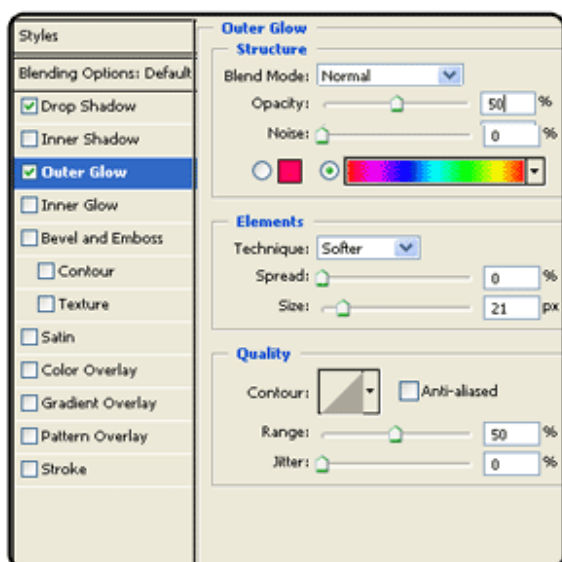 Styles
Blending Options: Default
Drop Shadow
Inner Shadow
Outer Glow
Inner Glow
Bevel and Emboss
Contour
Texture
Satin
Color Overlay
Gradient Overlay
Pattern Overlay
Stroke
Outer Glow
Structure
Blend Mode: Normal
Opacity: 50 %
Noise: 0 %
Elements
Technique: Softer
Spread: 0 %
Size: 21 px
Quality
Contour: Anti-aliased
Range: 50 %
Jitter: 0 %